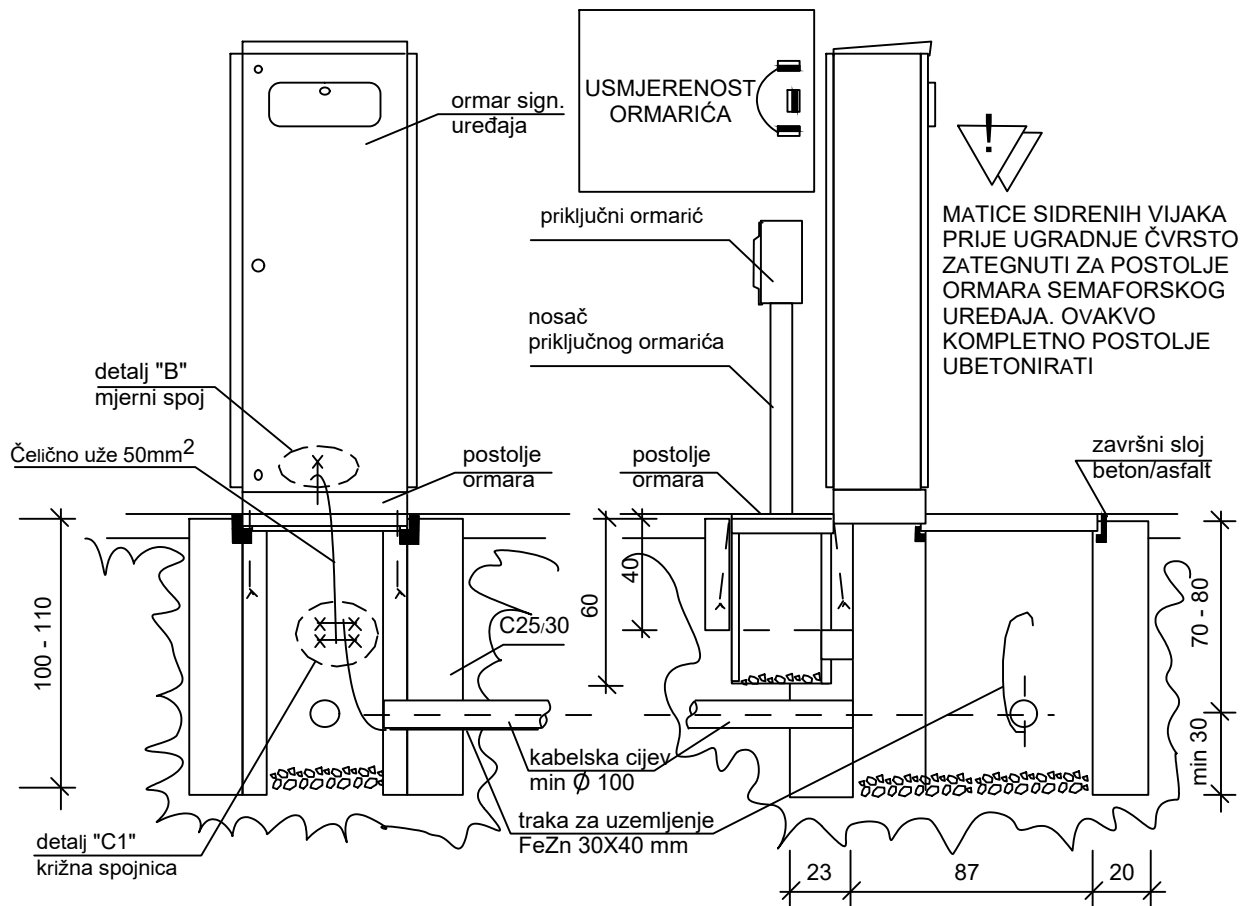 ormar sign.
uređaja
USMJERENOST
ORMARIĆA
!
MATICE SIDRENIH VIJAKA
PRIJE UGRADNJE ČVRSTO
ZATEGNUTI ZA POSTOLJE
ORMARA SEMAFORSKOG
UREĐAJA. OVAKVO
KOMPLETNO POSTOLJE
UBETONIRATI
priključni ormarić
nosač
priključnog ormarića
detalj "B"
mjerni spoj
Čelično uže 50mm²
postolje
ormara
postolje
ormara
završni sloj
beton/asfalt
100 - 110
C25/30
60
40
70 - 80
min 30
kabelska cijev
min Ø 100
traka za uzemljenje
FeZn 30X40 mm
detalj "C1"
križna spojnica
23
87
20